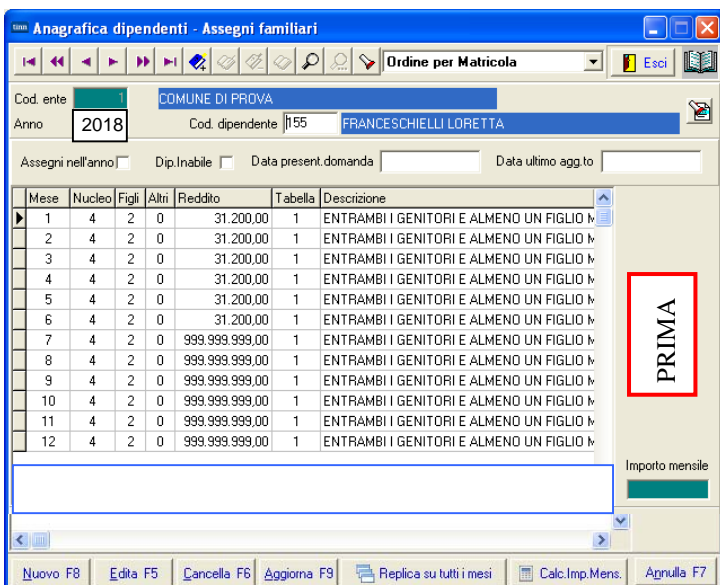 tinn Anagrafica dipendenti - Assegni familiari
Ordine per Matricola Esci
Cod. ente 1 COMUNE DI PROVA
Anno 2018 Cod. dipendente 155 FRANCESCHIELLI LORETTA
Assegni nell'anno Dip.Inabile Data present.domanda Data ultimo agg.to
Mese Nucleo Figli Altri Reddito Tabella Descrizione
1 4 2 0 31.200,00 1 ENTRAMBI I GENITORI E ALMENO UN FIGLIO M
2 4 2 0 31.200,00 1 ENTRAMBI I GENITORI E ALMENO UN FIGLIO M
3 4 2 0 31.200,00 1 ENTRAMBI I GENITORI E ALMENO UN FIGLIO M
4 4 2 0 31.200,00 1 ENTRAMBI I GENITORI E ALMENO UN FIGLIO M
5 4 2 0 31.200,00 1 ENTRAMBI I GENITORI E ALMENO UN FIGLIO M
6 4 2 0 31.200,00 1 ENTRAMBI I GENITORI E ALMENO UN FIGLIO M
7 4 2 0 999.999.999,00 1 ENTRAMBI I GENITORI E ALMENO UN FIGLIO M
8 4 2 0 999.999.999,00 1 ENTRAMBI I GENITORI E ALMENO UN FIGLIO M
9 4 2 0 999.999.999,00 1 ENTRAMBI I GENITORI E ALMENO UN FIGLIO M
10 4 2 0 999.999.999,00 1 ENTRAMBI I GENITORI E ALMENO UN FIGLIO M
11 4 2 0 999.999.999,00 1 ENTRAMBI I GENITORI E ALMENO UN FIGLIO M
12 4 2 0 999.999.999,00 1 ENTRAMBI I GENITORI E ALMENO UN FIGLIO M
PRIMA
Importo mensile
Nuovo F8 Edita F5 Cancella F6 Aggiorna F9 Replica su tutti i mesi Calc.Imp.Mens. Annulla F7